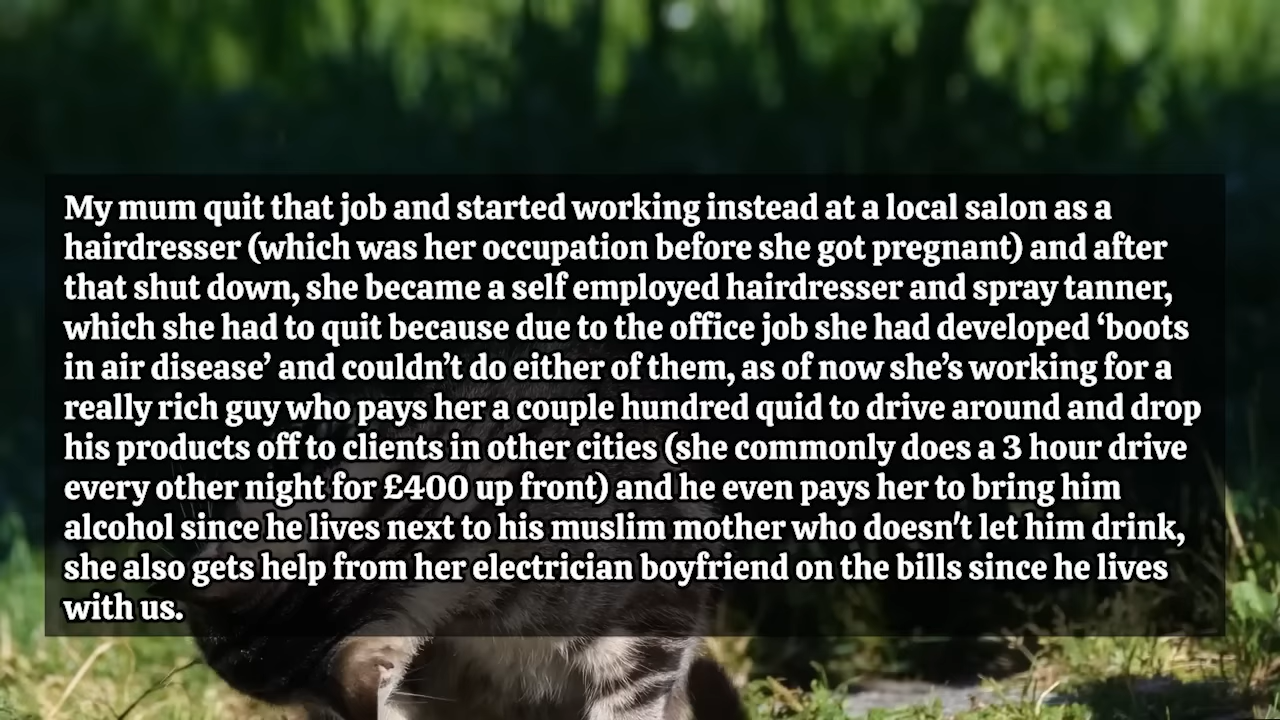 My mum quit that job and started working instead at a local salon as a
hairdresser (which was her occupation before she got pregnant) and after
that shut down, she became a self employed hairdresser and spray tanner,
which she had to quit because due to the office job she had developed ‘boots
in air disease’ and couldn’t do either of them, as of now she’s working for a
really rich guy who pays her a couple hundred quid to drive around and drop
his products off to clients in other cities (she commonly does a 3 hour drive
every other night for £400 up front) and he even pays her to bring him
alcohol since he lives next to his muslim mother who doesn't let him drink,
she also gets help from her electrician boyfriend on the bills since he lives
with us.